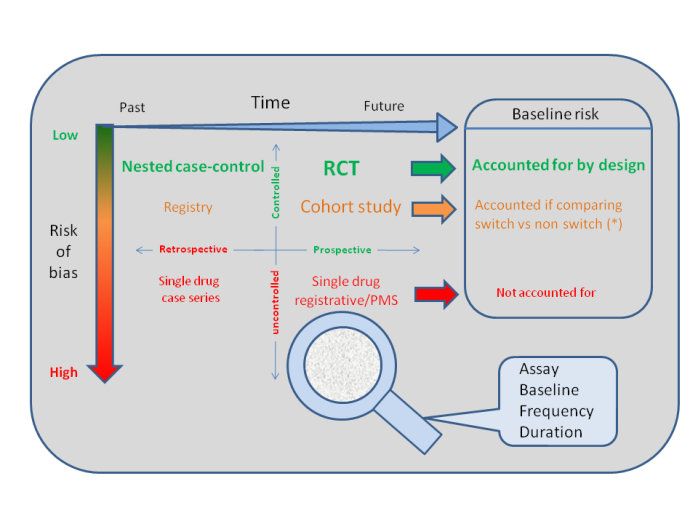 Past
Time
Future
Baseline risk
Low
Nested case-control
RCT
Accounted for by design
Controlled
Registry
Cohort study
Accounted if comparing
switch vs non switch (*)
Risk
of
bias
Retrospective
Prospective
Single drug
case series
uncontrolled
Single drug
registrative/PMS
Not accounted for
High
Assay
Baseline
Frequency
Duration